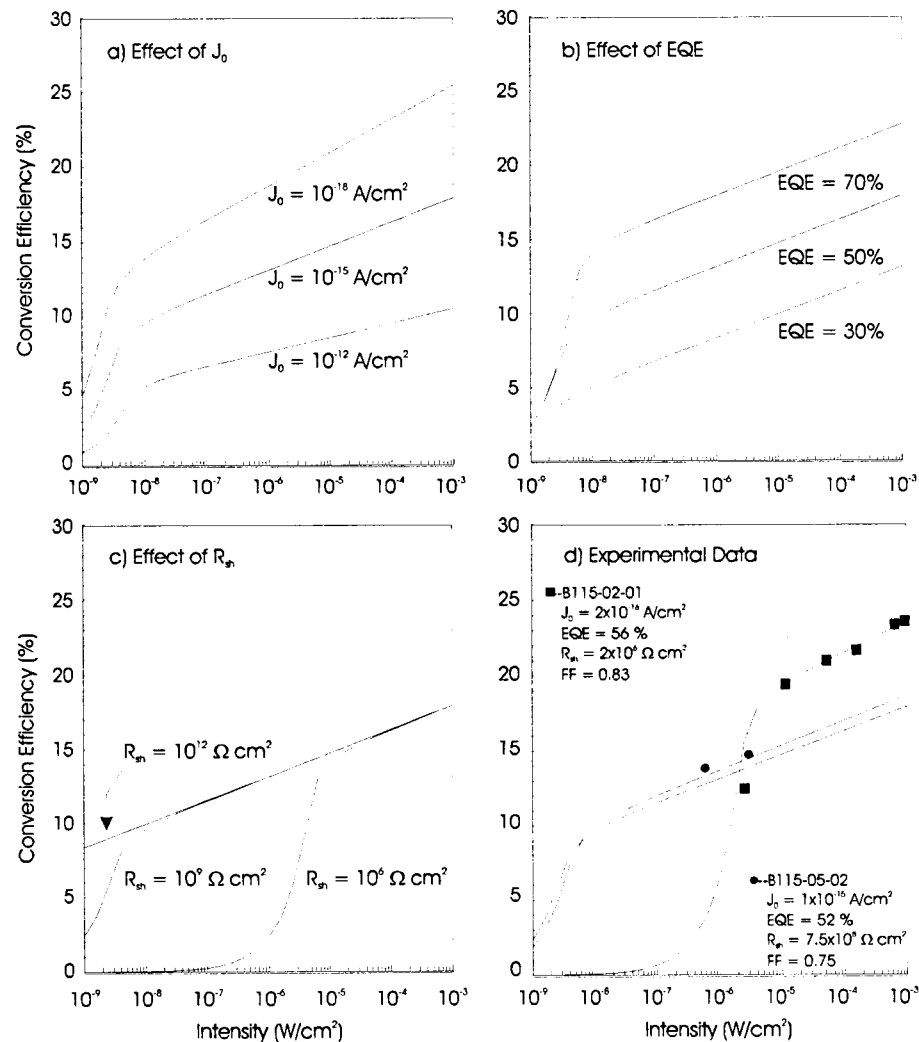 a) Effect of J₀
30
25
20
15
10
5
0
Conversion Efficiency (%)
J₀ = 10⁻¹⁸ A/cm²
J₀ = 10⁻¹⁵ A/cm²
J₀ = 10⁻¹² A/cm²
10⁻⁹ 10⁻⁸ 10⁻⁷ 10⁻⁶ 10⁻⁵ 10⁻⁴ 10⁻³
b) Effect of EQE
30
25
20
15
10
5
0
EQE = 70%
EQE = 50%
EQE = 30%
10⁻⁹ 10⁻⁸ 10⁻⁷ 10⁻⁶ 10⁻⁵ 10⁻⁴ 10⁻³
c) Effect of Rsh
30
25
20
15
10
5
0
Conversion Efficiency (%)
Rsh = 10¹² Ω cm²
Rsh = 10⁹ Ω cm²
Rsh = 10⁶ Ω cm²
10⁻⁹ 10⁻⁸ 10⁻⁷ 10⁻⁶ 10⁻⁵ 10⁻⁴ 10⁻³
Intensity (W/cm²)
d) Experimental Data
30
25
20
15
10
5
0
■-B115-02-01
J₀ = 2x10⁻¹⁶ A/cm²
EQE = 56 %
Rsh = 2x10⁶ Ω cm²
FF = 0.83
●-B115-05-02
J₀ = 1x10⁻¹⁵ A/cm²
EQE = 52 %
Rsh = 7.5x10⁸ Ω cm²
FF = 0.75
10⁻⁹ 10⁻⁸ 10⁻⁷ 10⁻⁶ 10⁻⁵ 10⁻⁴ 10⁻³
Intensity (W/cm²)